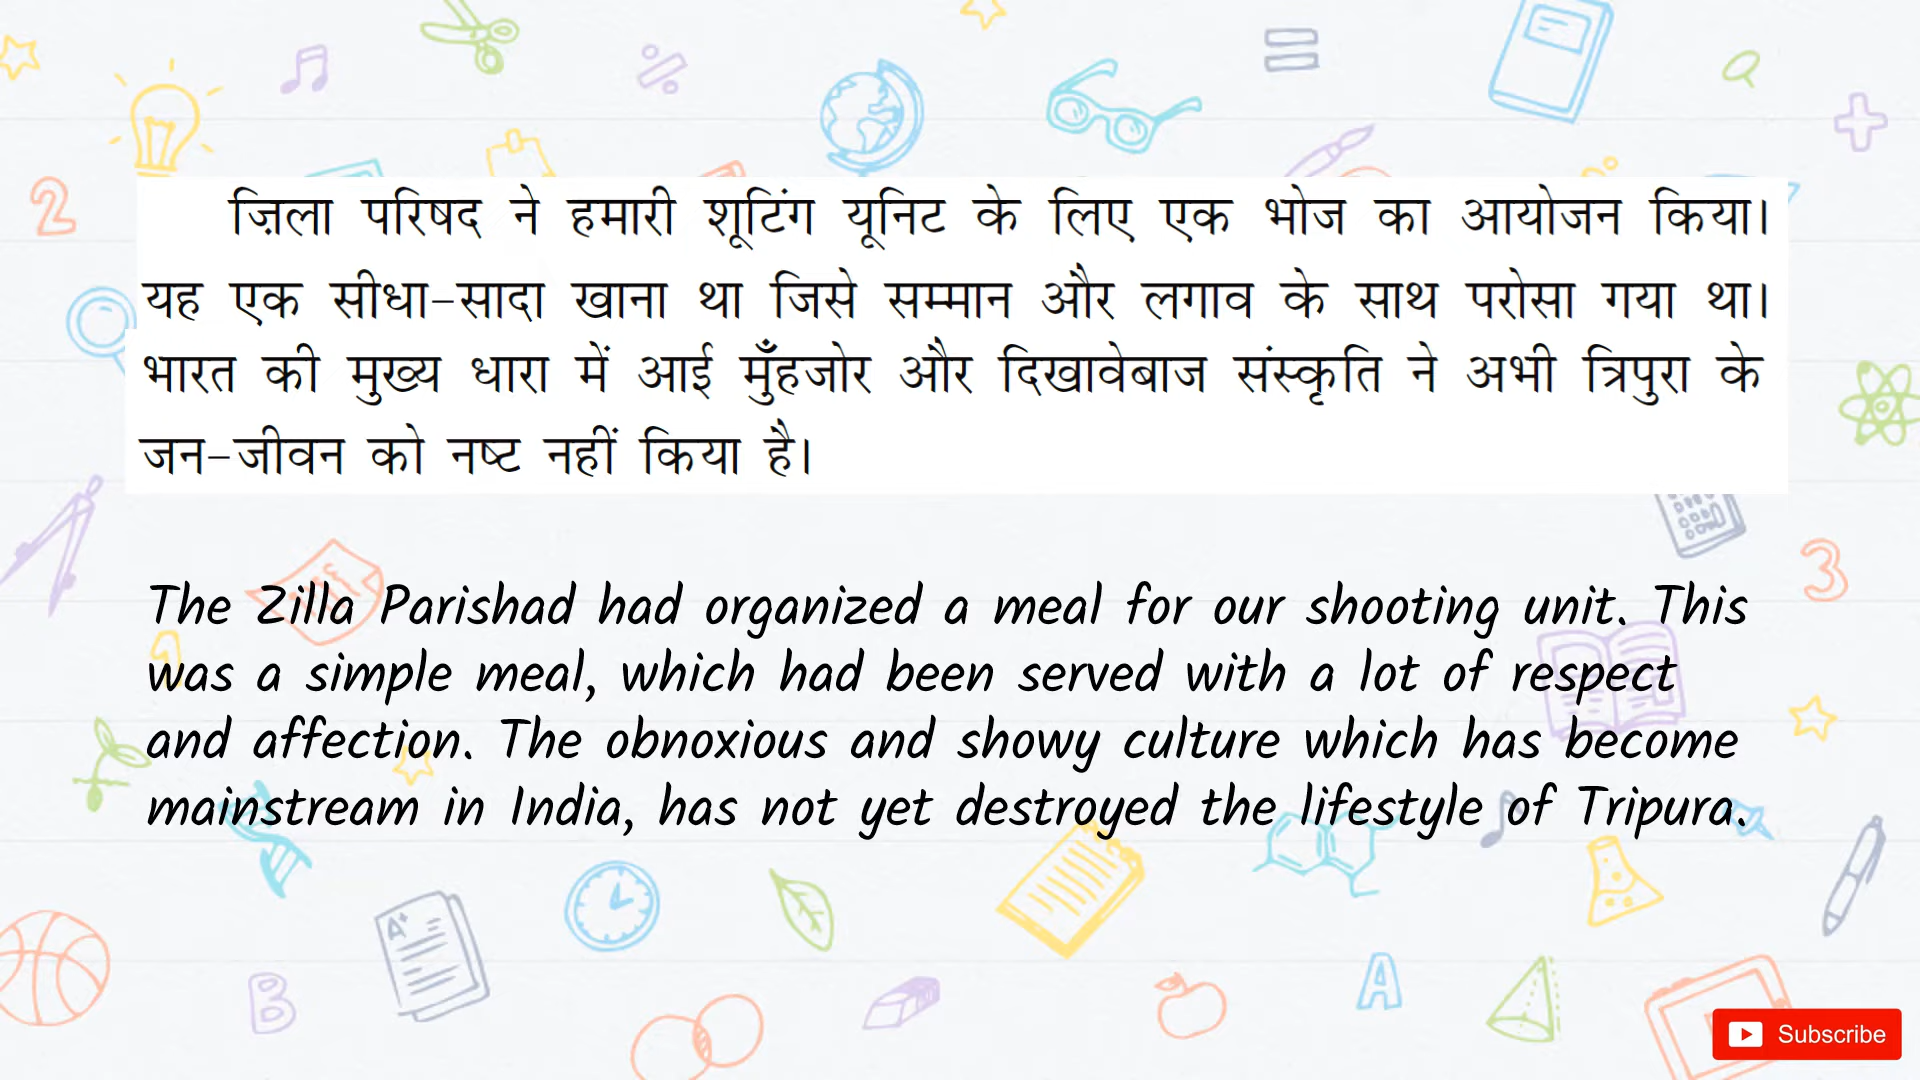 ज़िला परिषद ने हमारी शूटिंग यूनिट के लिए एक भोज का आयोजन किया।
यह एक सीधा-सादा खाना था जिसे सम्मान और लगाव के साथ परोसा गया था।
भारत की मुख्य धारा में आई मुँहजोर और दिखावेबाज संस्कृति ने अभी त्रिपुरा के
जन-जीवन को नष्ट नहीं किया है।
The Zilla Parishad had organized a meal for our shooting unit. This
was a simple meal, which had been served with a lot of respect
and affection. The obnoxious and showy culture which has become
mainstream in India, has not yet destroyed the lifestyle of Tripura.
Subscribe